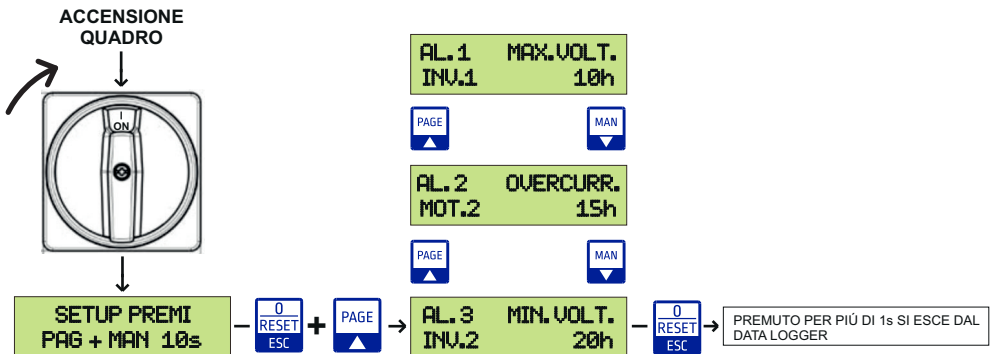 ACCENSIONE
QUADRO
I
ON
AL.1 MAX.VOLT.
INV.1 10h
PAGE
MAN
AL.2 OVERCURR.
MOT.2 15h
PAGE
MAN
SETUP PREMI
PAG + MAN 10s
0
RESET
ESC
+
PAGE
AL.3 MIN.VOLT.
INV.2 20h
0
RESET
ESC
PREMUTO PER PIÚ DI 1s SI ESCE DAL
DATA LOGGER